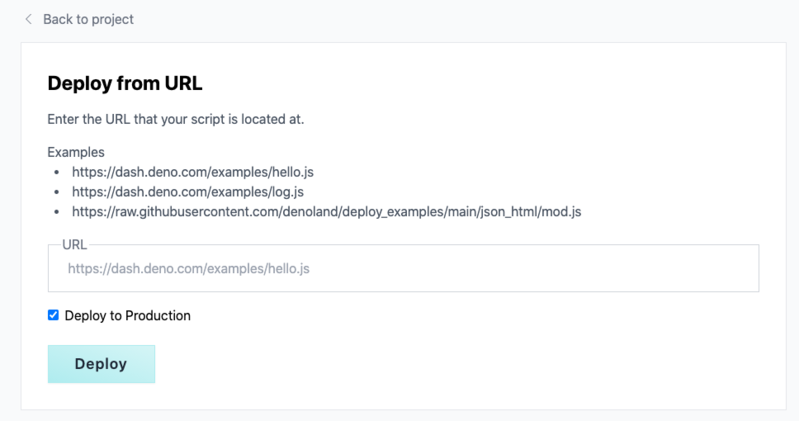 Back to project
Deploy from URL
Enter the URL that your script is located at.
Examples
• https://dash.deno.com/examples/hello.js
• https://dash.deno.com/examples/log.js
• https://raw.githubusercontent.com/denoland/deploy_examples/main/json_html/mod.js
URL
https://dash.deno.com/examples/hello.js
Deploy to Production
Deploy